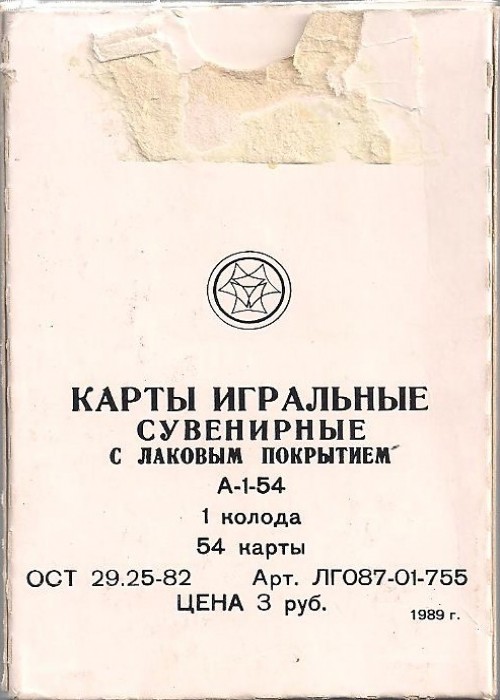 КАРТЫ ИГРАЛЬНЫЕ
СУВЕНИРНЫЕ
С ЛАКОВЫМ ПОКРЫТИЕМ
А-1-54
1 колода
54 карты
ОСТ 29.25-82 Арт. ЛГО87-01-755
ЦЕНА 3 руб.
1989 г.